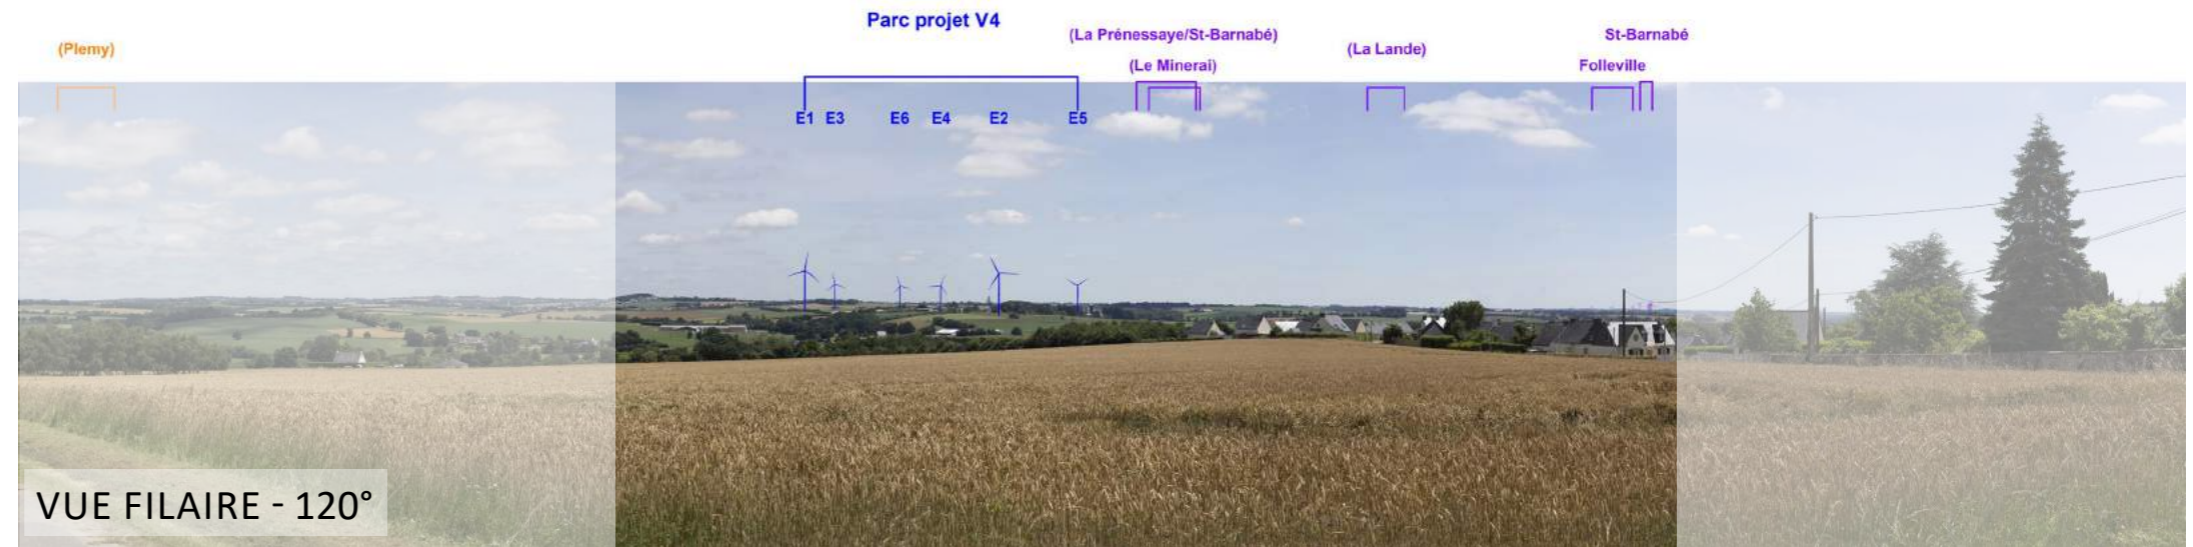 Parc projet V4
(Plemy)
(La Prénessaye/St-Barnabé)
(Le Minerai)
(La Lande)
St-Barnabé
Folleville
E1 E3 E6 E4 E2 E5
VUE FILAIRE - 120°